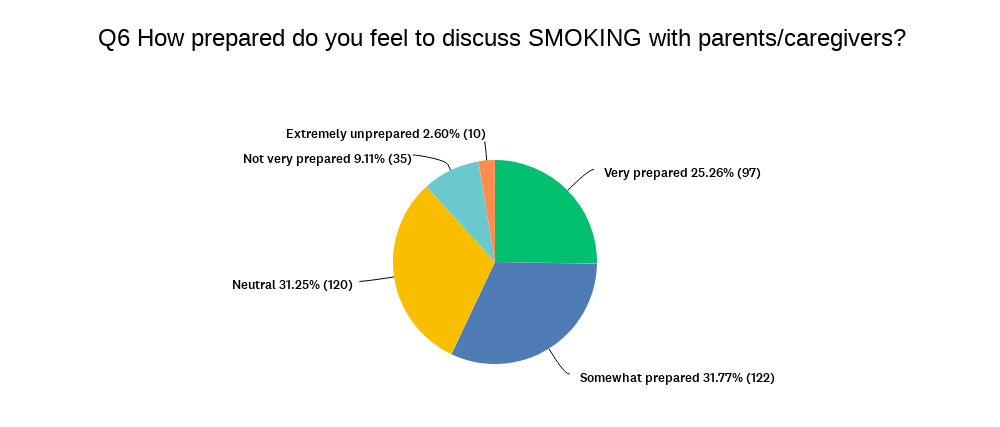 Q6 How prepared do you feel to discuss SMOKING with parents/caregivers?
Extremely unprepared 2.60% (10)
Not very prepared 9.11% (35)
Very prepared 25.26% (97)
Neutral 31.25% (120)
Somewhat prepared 31.77% (122)